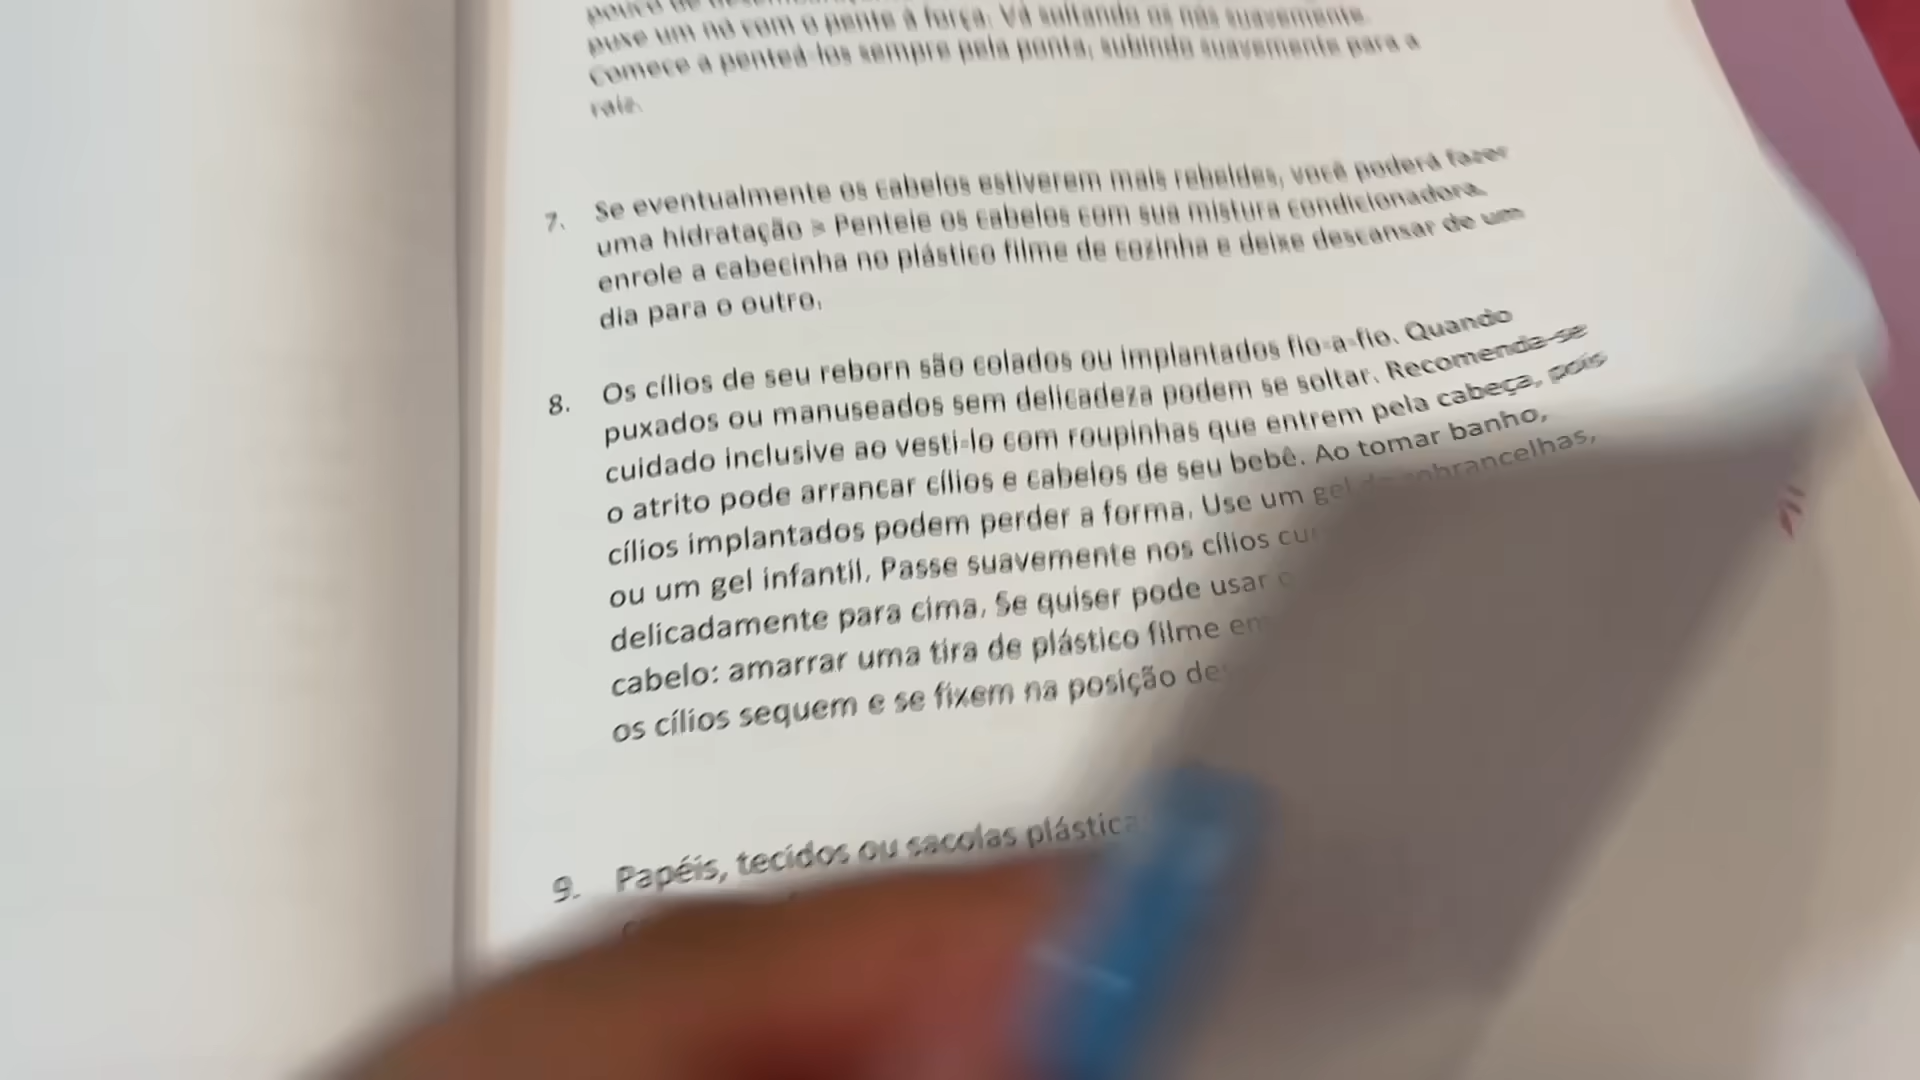 puxe um nó com o pente à força. Vá soltando os nós suavemente.
Comece a penteá-los sempre pela ponta, subindo suavemente para a
raiz.
7. Se eventualmente os cabelos estiverem mais rebeldes, você poderá fazer
uma hidratação > Penteie os cabelos com sua mistura condicionadora,
enrole a cabecinha no plástico filme de cozinha e deixe descansar de um
dia para o outro.
8. Os cílios de seu reborn são colados ou implantados fio-a-fio. Quando
puxados ou manuseados sem delicadeza podem se soltar. Recomenda-se
cuidado inclusive ao vesti-lo com roupinhas que entrem pela cabeça, pois
o atrito pode arrancar cílios e cabelos de seu bebê. Ao tomar banho,
cílios implantados podem perder a forma. Use um gel de sobrancelhas,
ou um gel infantil. Passe suavemente nos cílios
delicadamente para cima. Se quiser pode usar
cabelo: amarrar uma tira de plástico filme
os cílios sequem e se fixem na posição
9. Papéis, tecidos ou sacolas